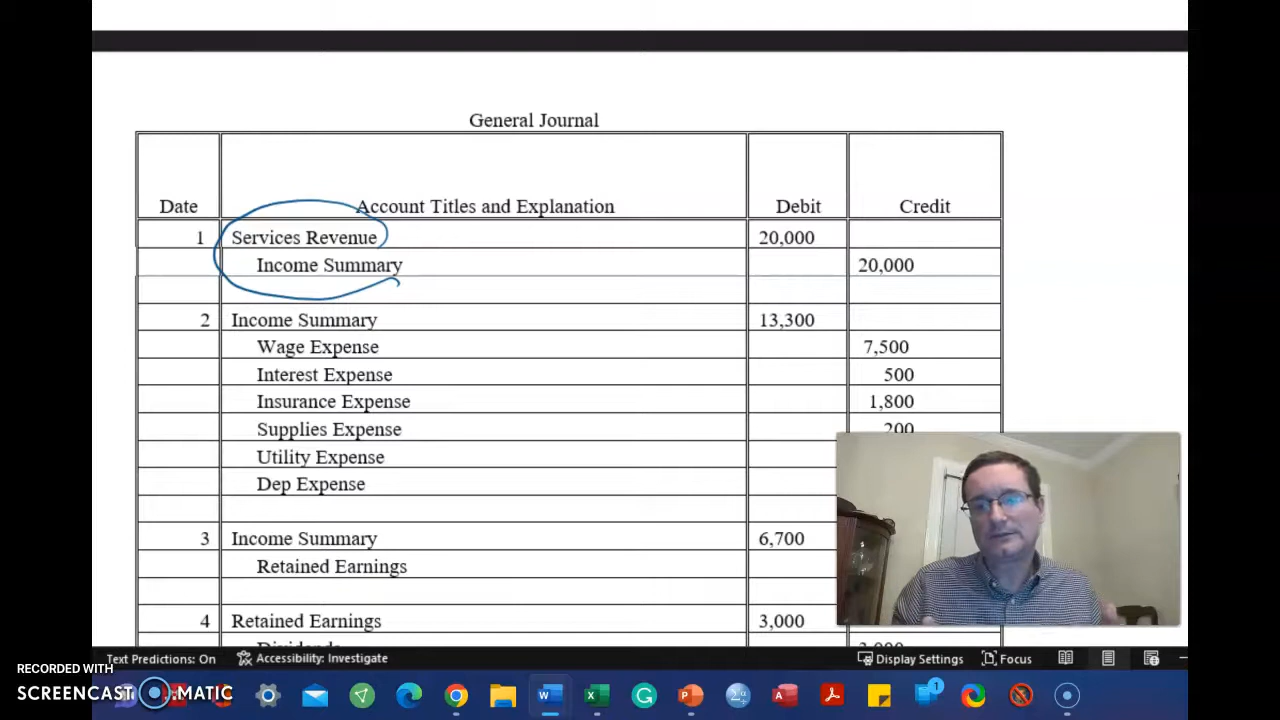 General Journal
Date Account Titles and Explanation Debit Credit
1 Services Revenue 20,000
Income Summary 20,000
2 Income Summary 13,300
Wage Expense 7,500
Interest Expense 500
Insurance Expense 1,800
Supplies Expense 200
Utility Expense
Dep Expense
3 Income Summary 6,700
Retained Earnings
4 Retained Earnings 3,000
Dividends
Text Predictions: On Accessibility: Investigate Display Settings Focus
RECORDED WITH
SCREENCAST MATIC
1